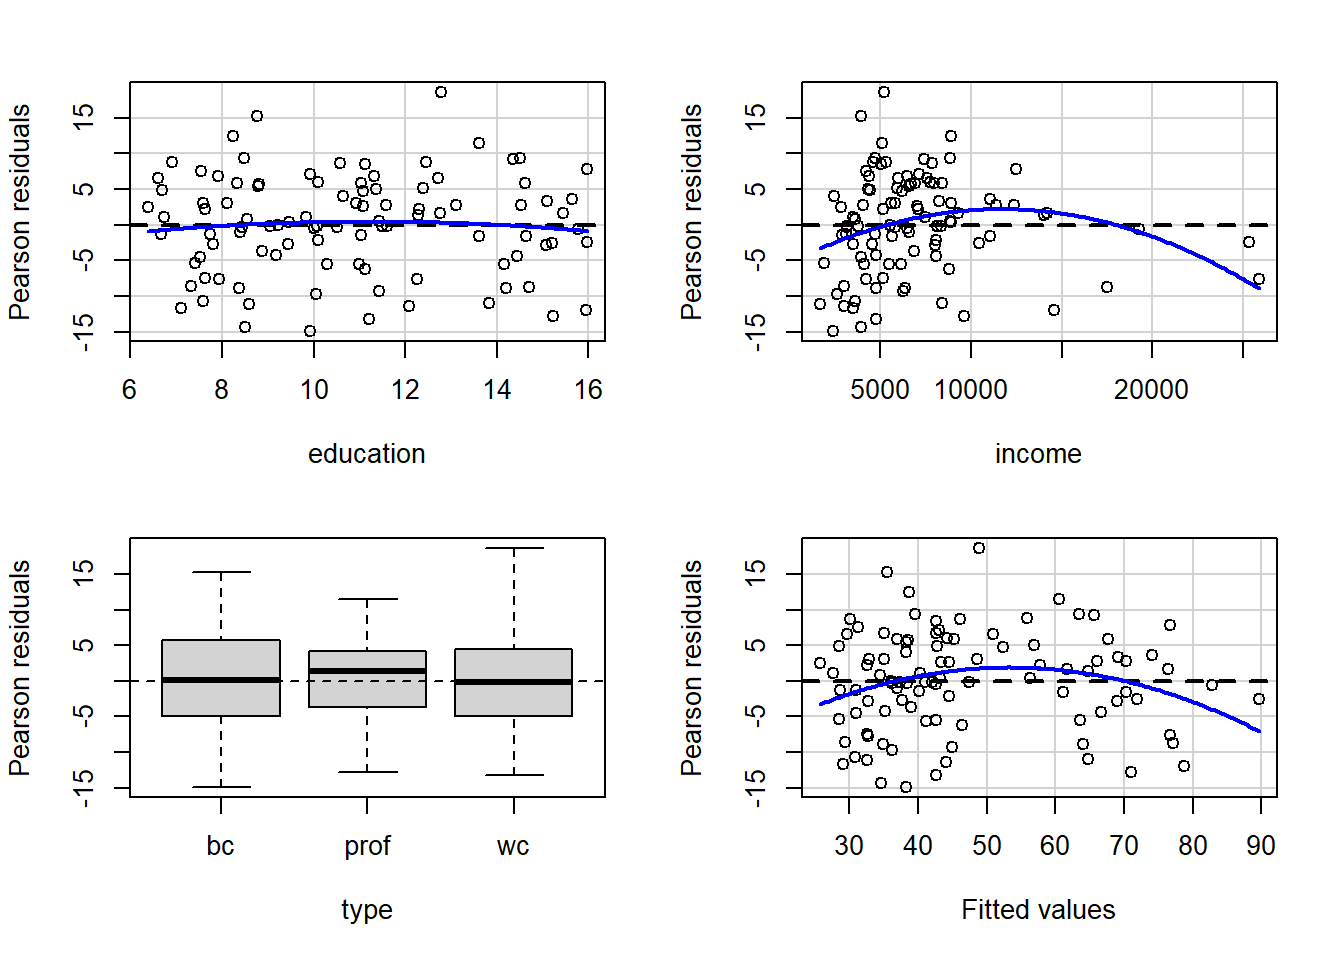 Pearson residuals
15
5
-5
-15
6 8 10 12 14 16
education
Pearson residuals
15
5
-5
-15
5000 10000 20000
income
Pearson residuals
15
5
-5
-15
bc prof wc
type
Pearson residuals
15
5
-5
-15
30 40 50 60 70 80 90
Fitted values